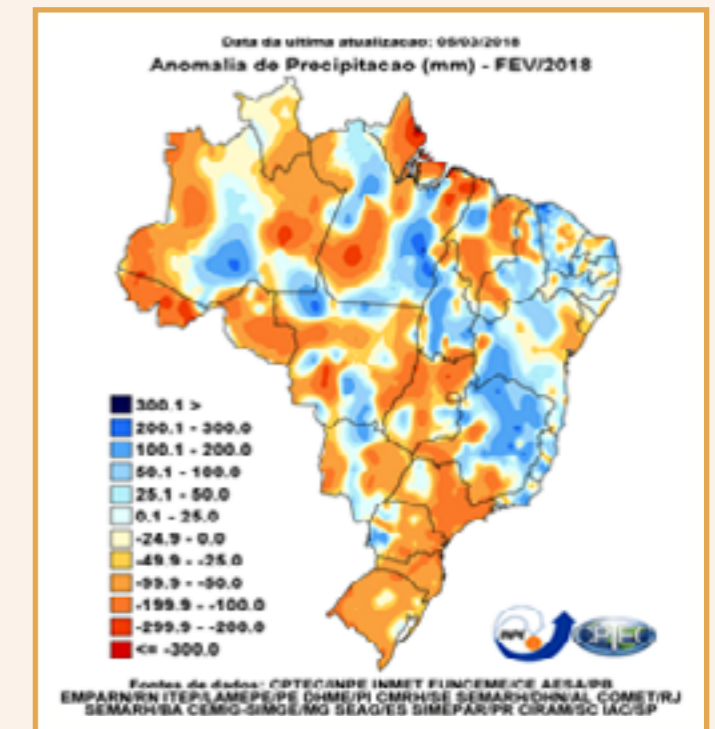 Data da ultima atualizacao: 05/03/2018
Anomalia de Precipitacao (mm) - FEV/2018
300.1 >
200.1 - 300.0
100.1 - 200.0
50.1 - 100.0
25.1 - 50.0
0.1 - 25.0
-24.9 - 0.0
-49.9 - -25.0
-99.9 - -50.0
-199.9 - -100.0
-299.9 - -200.0
<= -300.0
INPE
CPTEC
Fontes de dados: CPTEC/INPE INMET FUNCEME/CE AESA/PB
EMPARN/RN ITEP/LAMEPE/PE DHME/PI CMRH/SE SEMARH/DHN/AL COMET/RJ
SEMARH/BA CEMIG-SIMGE/MG SEAG/ES SIMEPAR/PR CIRAM/SC IAC/SP